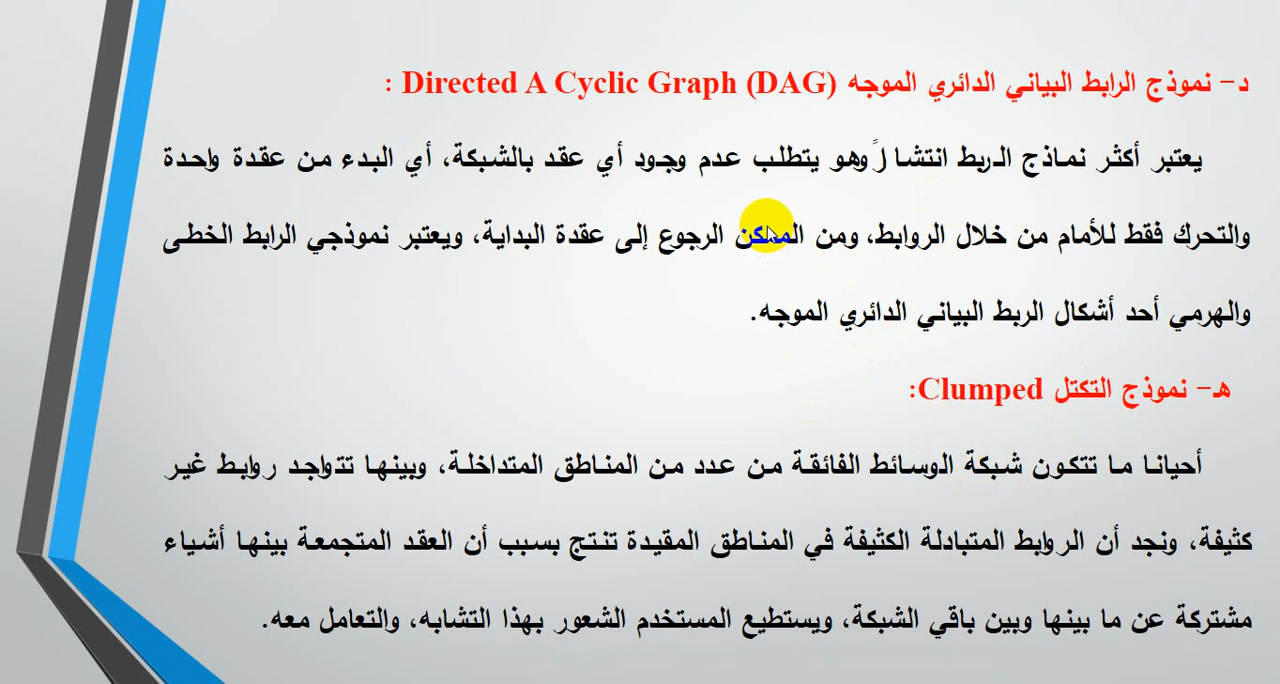 د- نموذج الرابط البياني الدائري الموجه Directed A Cyclic Graph (DAG) :
يعتبر أكثر نماذج الربط انتشا رً وهو يتطلب عدم وجود أي عقد بالشبكة، أي البدء من عقدة واحدة
والتحرك فقط للأمام من خلال الروابط، ومن الممكن الرجوع إلى عقدة البداية، ويعتبر نموذجي الرابط الخطى
والهرمي أحد أشكال الربط البياني الدائري الموجه.
هـ- نموذج التكتل Clumped:
أحيانا ما تتكون شبكة الوسائط الفائقة من عدد من المناطق المتداخلة، وبينها تتواجد روابط غير
كثيفة، ونجد أن الروابط المتبادلة الكثيفة في المناطق المقيدة تنتج بسبب أن العقد المتجمعة بينها أشياء
مشتركة عن ما بينها وبين باقي الشبكة، ويستطيع المستخدم الشعور بهذا التشابه، والتعامل معه.